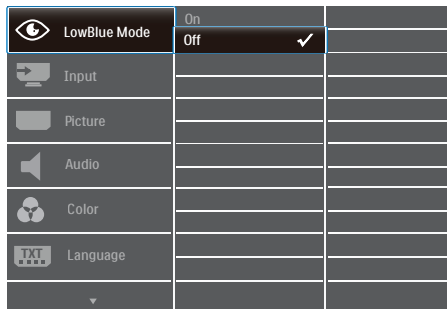 LowBlue Mode
On
Off
Input
Picture
Audio
Color
TXT
Language